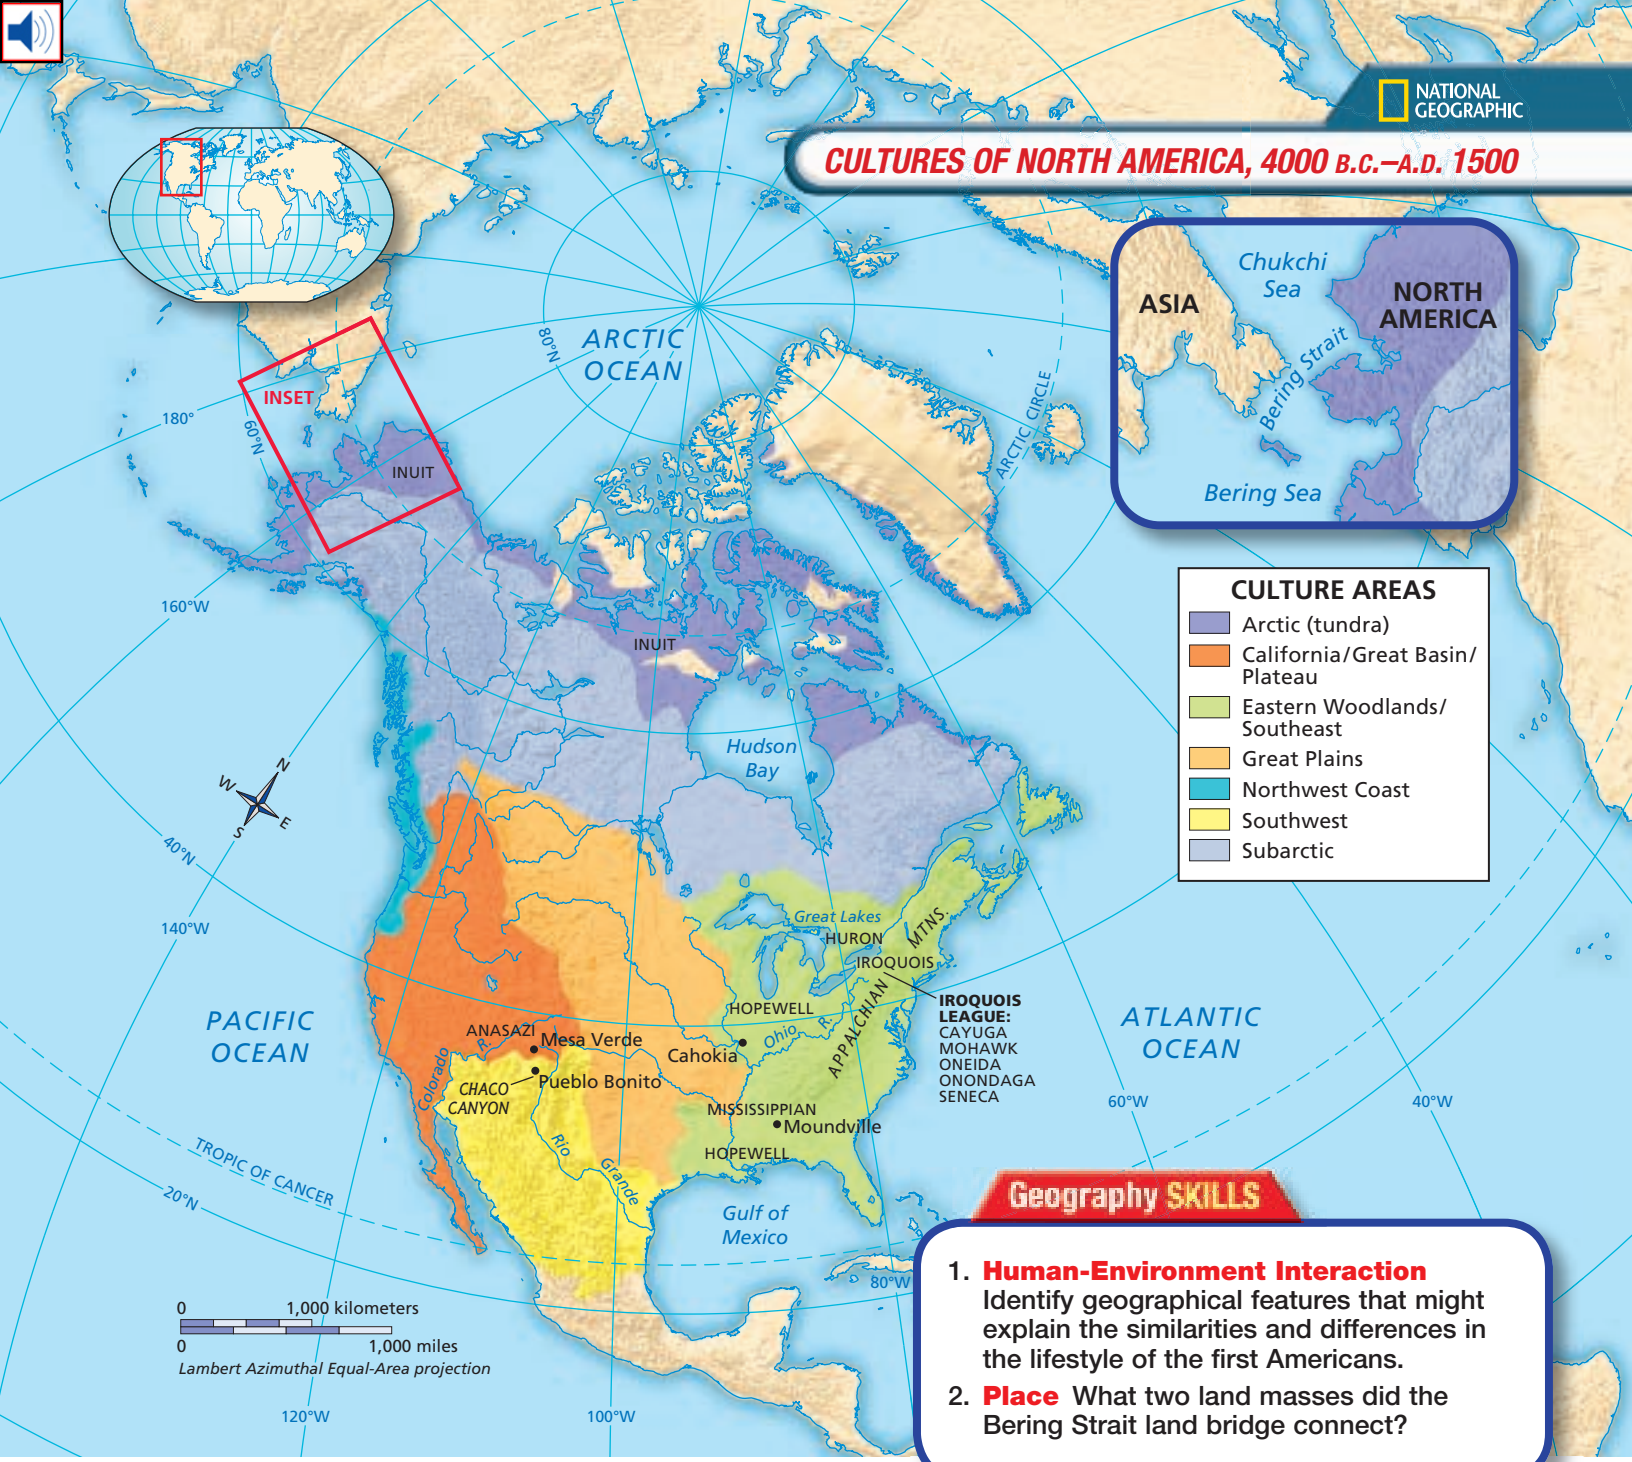 NATIONAL
GEOGRAPHIC
CULTURES OF NORTH AMERICA, 4000 B.C.–A.D. 1500
Chukchi
Sea
ASIA
NORTH
AMERICA
Bering Strait
Bering Sea
ARCTIC
OCEAN
80°N
ARCTIC CIRCLE
INSET
180°
60°N
INUIT
160°W
INUIT
CULTURE AREAS
Arctic (tundra)
California/Great Basin/
Plateau
Eastern Woodlands/
Southeast
Great Plains
Northwest Coast
Southwest
Subarctic
Hudson
Bay
N
W
S
E
40°N
140°W
Great Lakes
HURON
MTNS.
IROQUOIS
APPALCHIAN
HOPEWELL
IROQUOIS
LEAGUE:
CAYUGA
MOHAWK
ONEIDA
ONONDAGA
SENECA
PACIFIC
OCEAN
ATLANTIC
OCEAN
ANASAZI
Mesa Verde
Colorado
R.
Cahokia
Ohio
R.
CHACO
CANYON
Pueblo Bonito
MISSISSIPPIAN
Moundville
HOPEWELL
60°W
40°W
TROPIC OF CANCER
20°N
Rio
Grande
Gulf of
Mexico
80°W
0
1,000 kilometers
0
1,000 miles
Lambert Azimuthal Equal-Area projection
120°W
100°W
Geography SKILLS
1. Human-Environment Interaction
Identify geographical features that might
explain the similarities and differences in
the lifestyle of the first Americans.
2. Place What two land masses did the
Bering Strait land bridge connect?